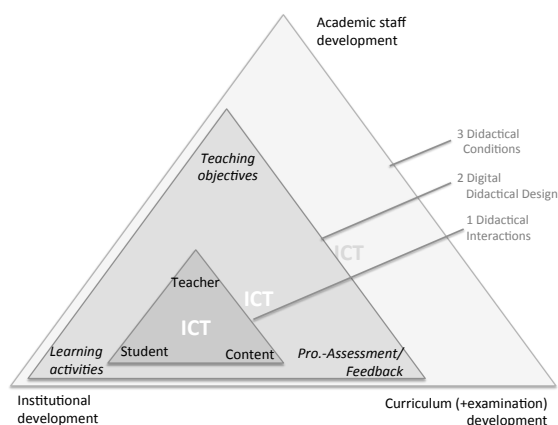 Academic staff
development
3 Didactical
Conditions
Teaching
objectives
2 Digital
Didactical Design
1 Didactical
Interactions
ICT
Teacher
ICT
ICT
Learning
activities
Student
Content
Pro.-Assessment/
Feedback
Institutional
development
Curriculum (+examination)
development